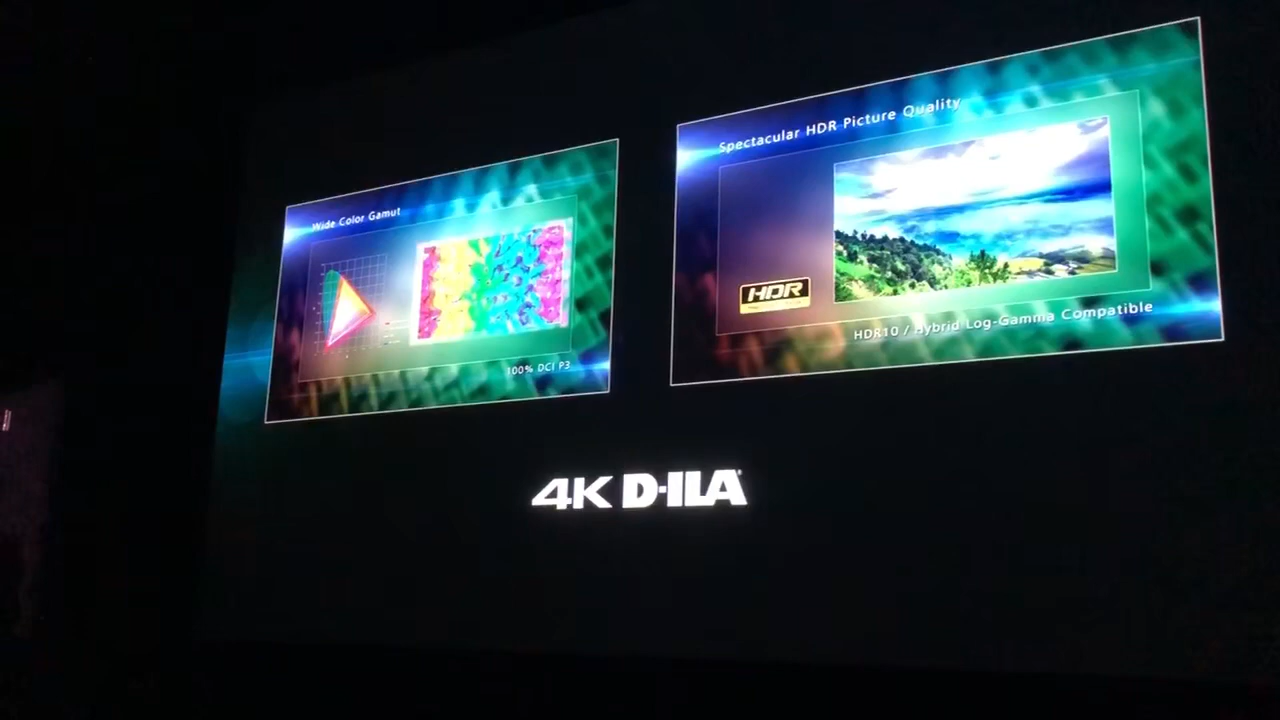 Wide Color Gamut
100% DCI P3
Spectacular HDR Picture Quality
HDR
HDR10 / Hybrid Log-Gamma Compatible
4K D-ILA